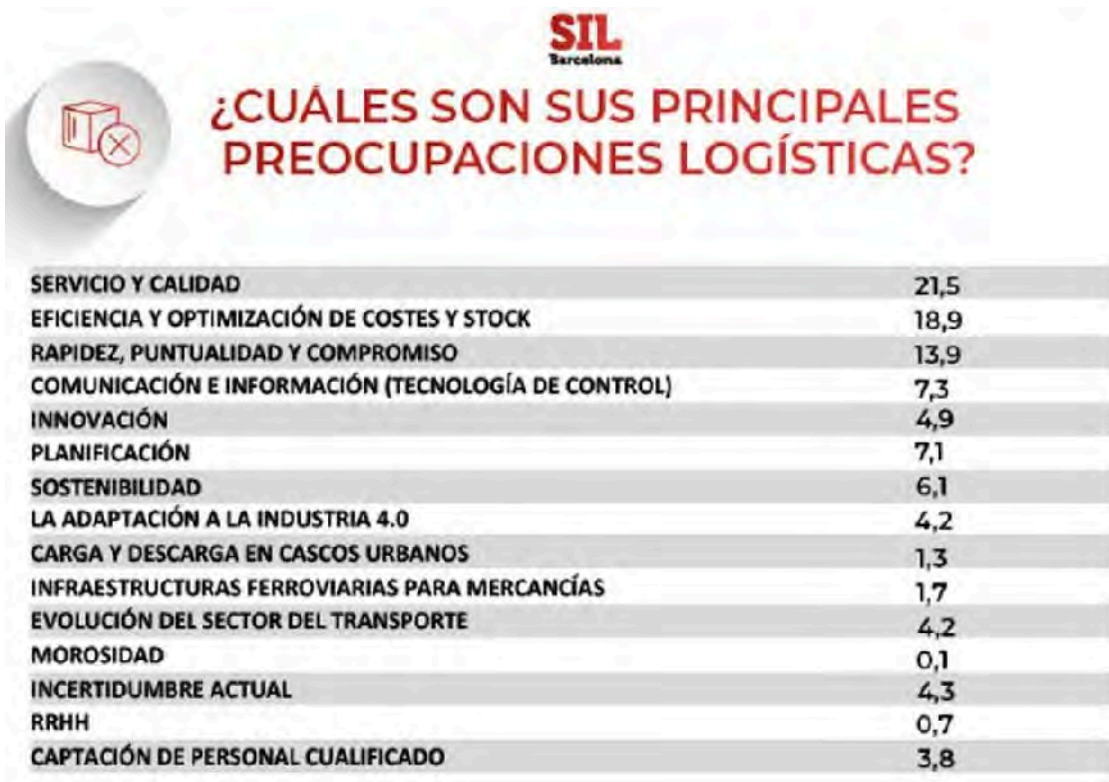 SIL
Barcelona
¿CUÁLES SON SUS PRINCIPALES
PREOCUPACIONES LOGÍSTICAS?
SERVICIO Y CALIDAD 21,5
EFICIENCIA Y OPTIMIZACIÓN DE COSTES Y STOCK 18,9
RAPIDEZ, PUNTUALIDAD Y COMPROMISO 13,9
COMUNICACIÓN E INFORMACIÓN (TECNOLOGÍA DE CONTROL) 7,3
INNOVACIÓN 4,9
PLANIFICACIÓN 7,1
SOSTENIBILIDAD 6,1
LA ADAPTACIÓN A LA INDUSTRIA 4.0 4,2
CARGA Y DESCARGA EN CASCOS URBANOS 1,3
INFRAESTRUCTURAS FERROVIARIAS PARA MERCANCÍAS 1,7
EVOLUCIÓN DEL SECTOR DEL TRANSPORTE 4,2
MOROSIDAD 0,1
INCERTIDUMBRE ACTUAL 4,3
RRHH 0,7
CAPTACIÓN DE PERSONAL CUALIFICADO 3,8